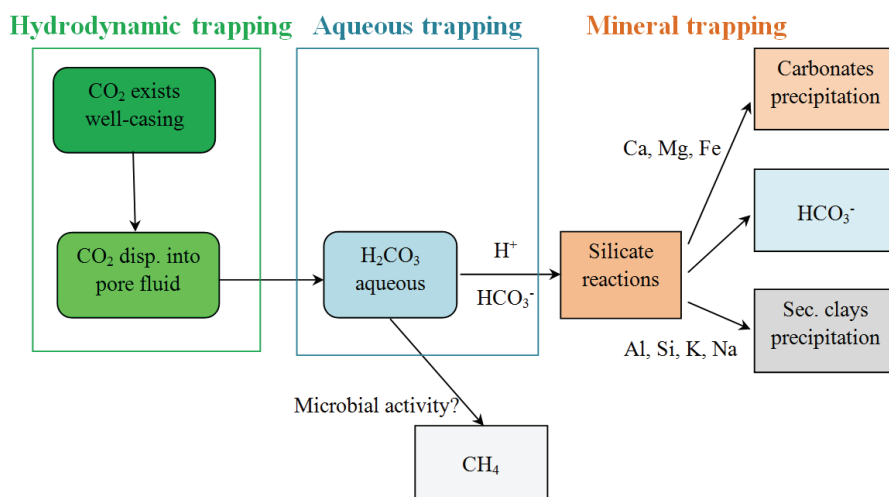 Hydrodynamic trapping
Aqueous trapping
Mineral trapping
CO₂ exists
well-casing
CO₂ disp. into
pore fluid
H₂CO₃
aqueous
H⁺
HCO₃⁻
Silicate
reactions
Ca, Mg, Fe
Carbonates
precipitation
HCO₃⁻
Al, Si, K, Na
Sec. clays
precipitation
Microbial activity?
CH₄